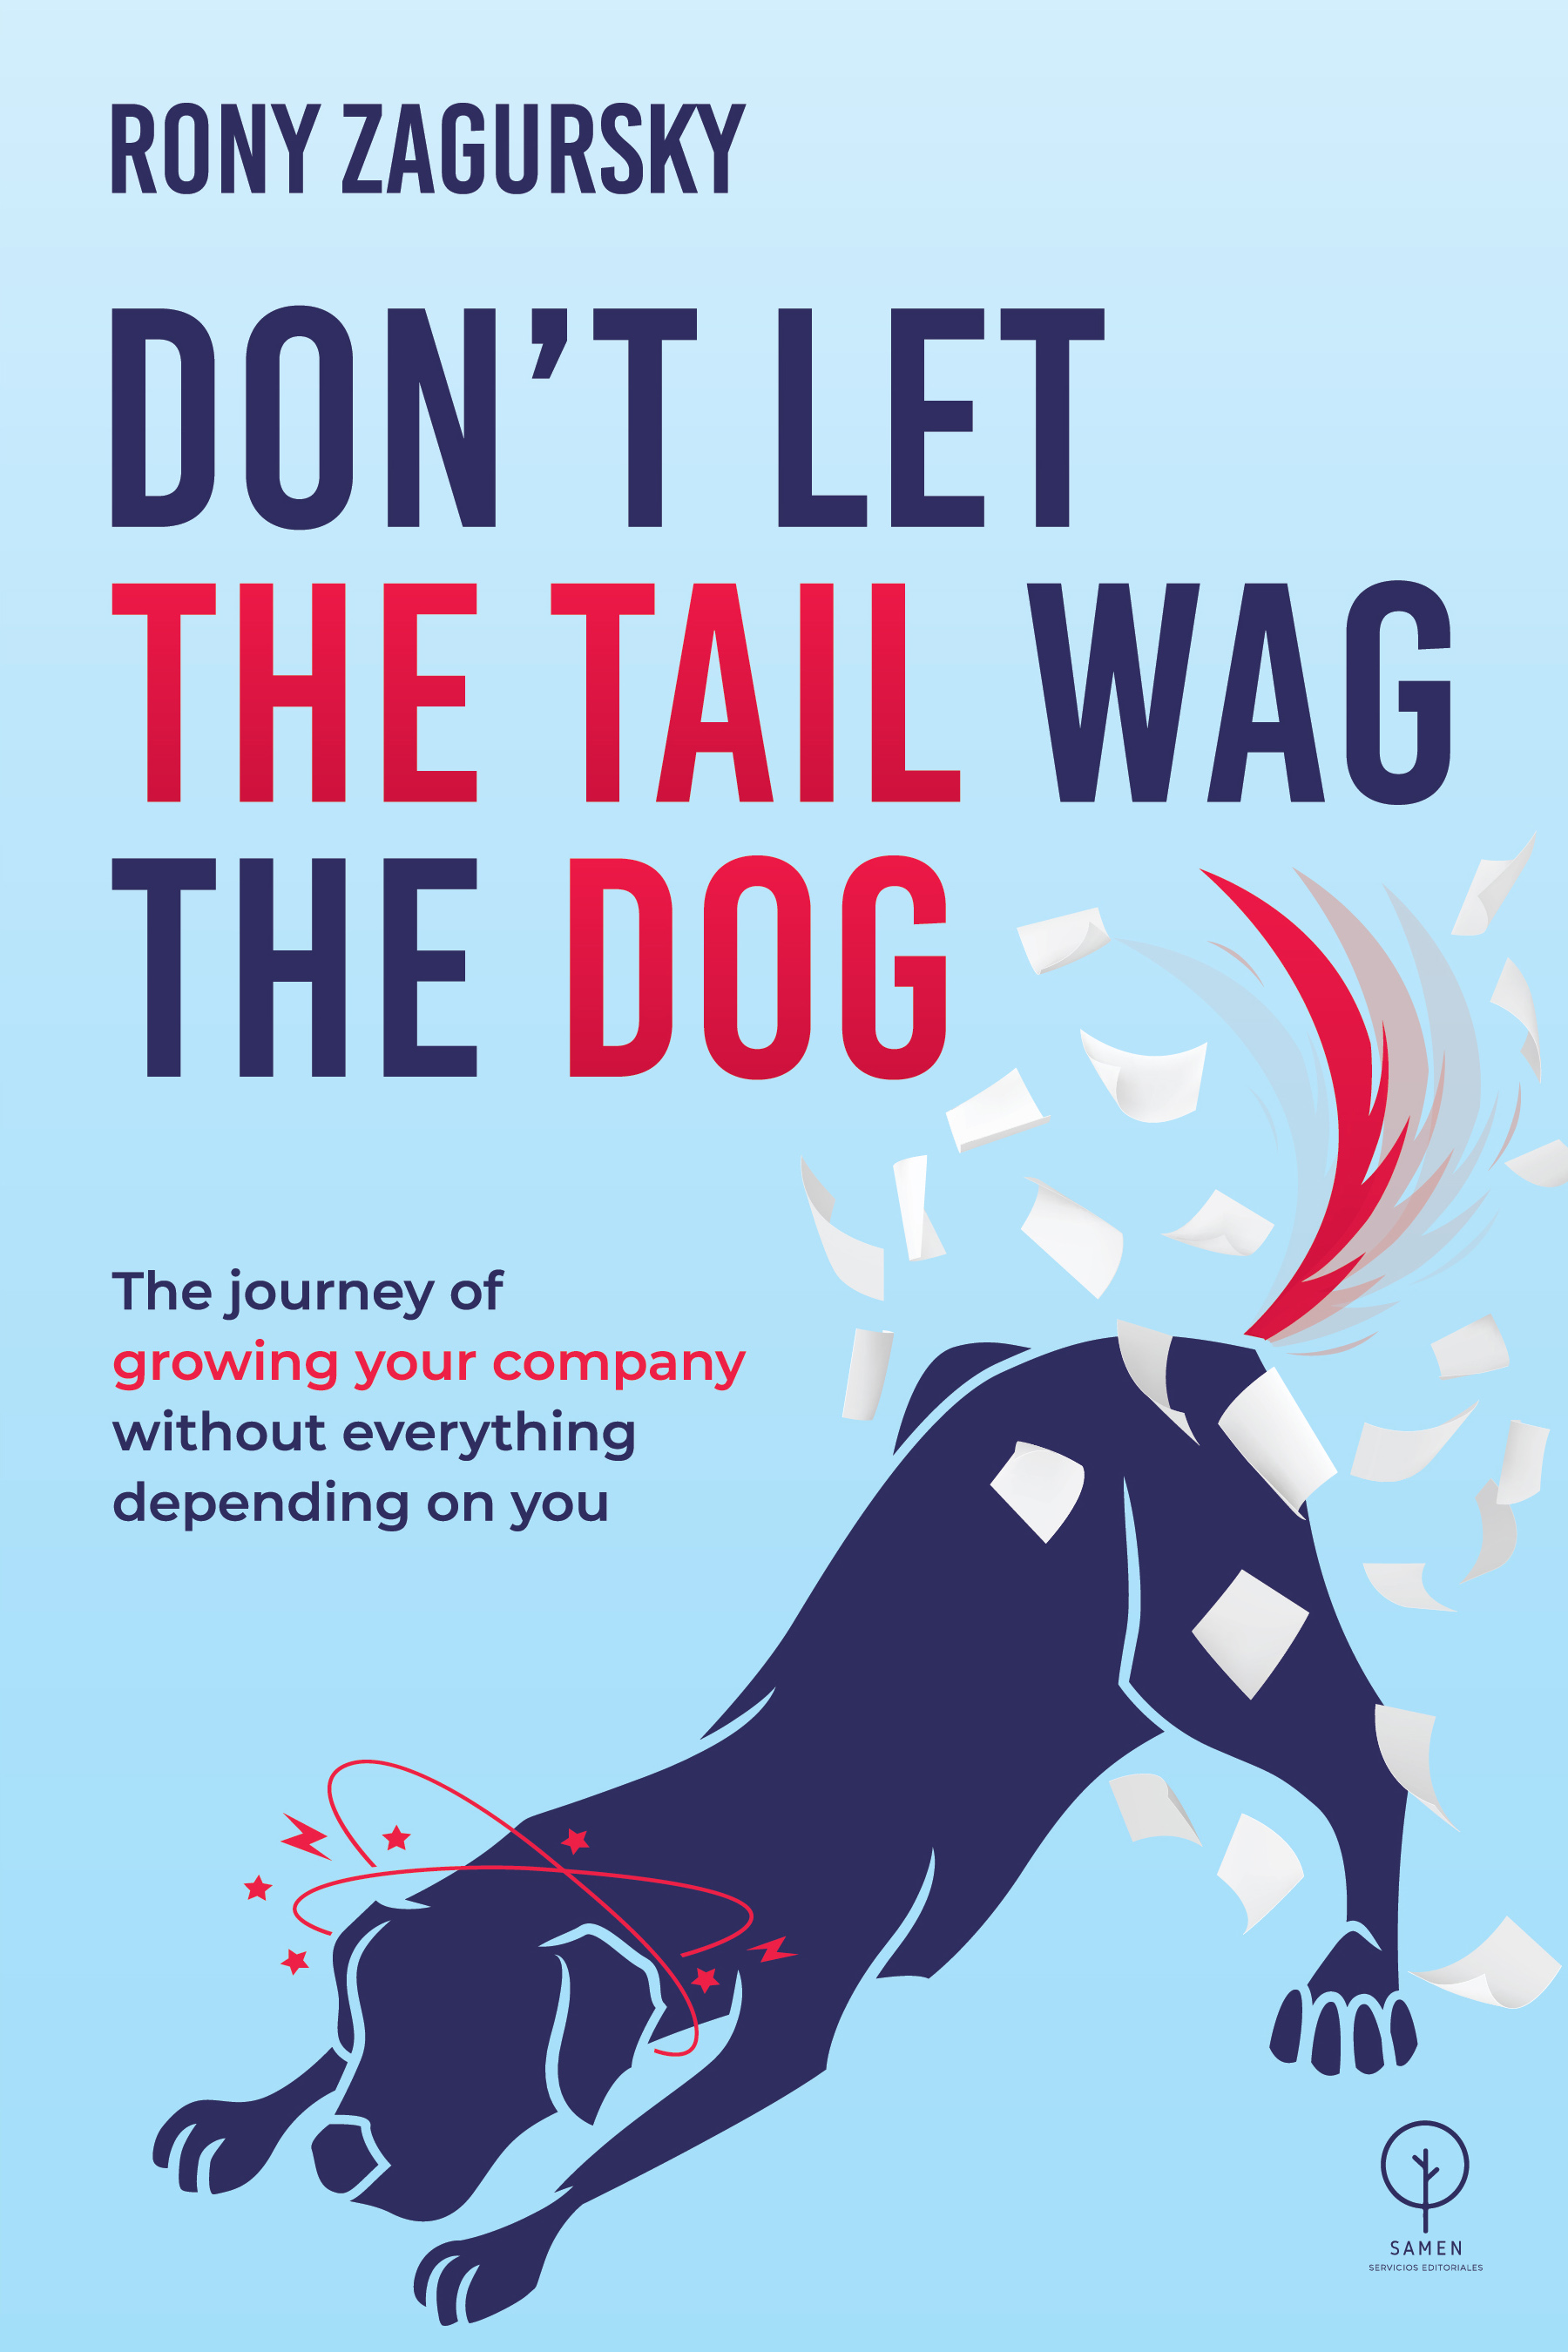 RONY ZAGURSKY
DON’T LET
THE TAIL WAG
THE DOG
The journey of
growing your company
without everything
depending on you
SAMEN
SERVICIOS EDITORIALES